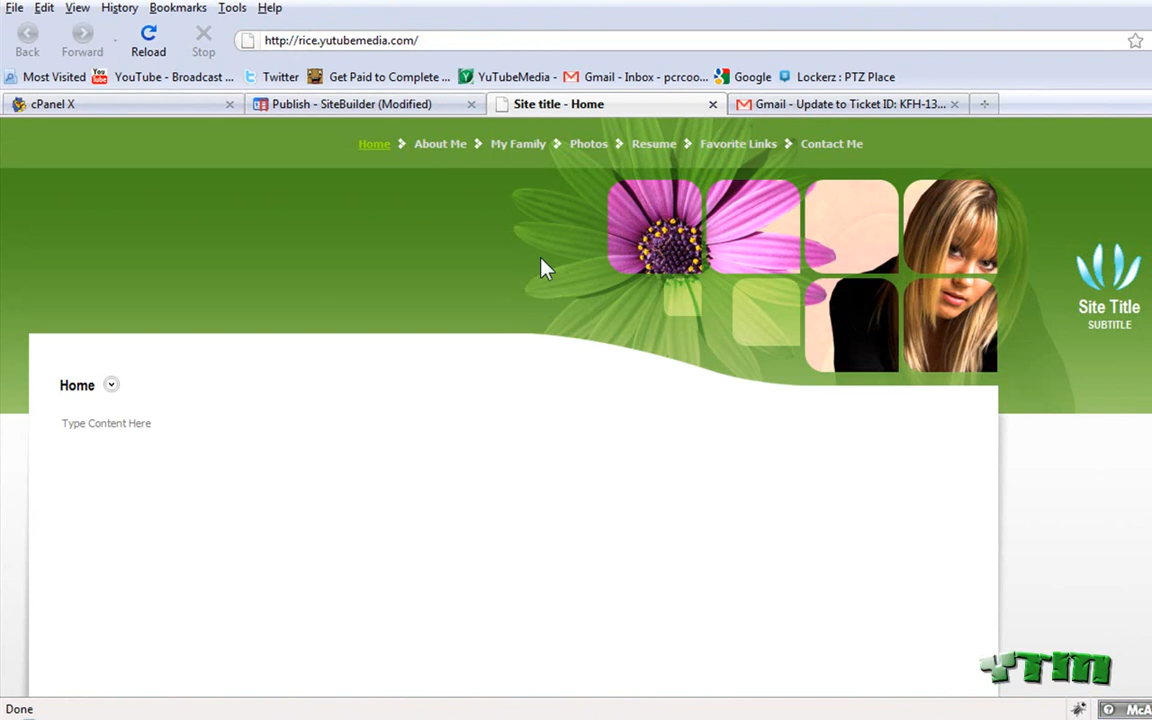 File Edit View History Bookmarks Tools Help
Back Forward Reload Stop http://rice.yutubemedia.com/
Most Visited YouTube - Broadcast ... Twitter Get Paid to Complete ... YuTubeMedia - Gmail - Inbox - pcrcoo... Google Lockerz : PTZ Place
cPanel X Publish - SiteBuilder (Modified) Site title - Home Gmail - Update to Ticket ID: KFH-13...
Home About Me My Family Photos Resume Favorite Links Contact Me
Site Title
SUBTITLE
Home
Type Content Here
YTM
Done McA